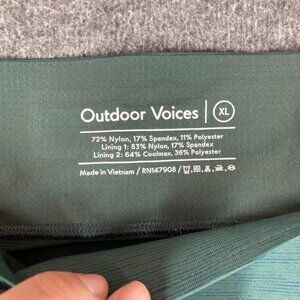 Outdoor Voices | XL
72% Nylon, 17% Spandex, 11% Polyester
Lining 1: 83% Nylon, 17% Spandex
Lining 2: 64% Coolmax, 36% Polyester
Made in Vietnam / RN147908 /